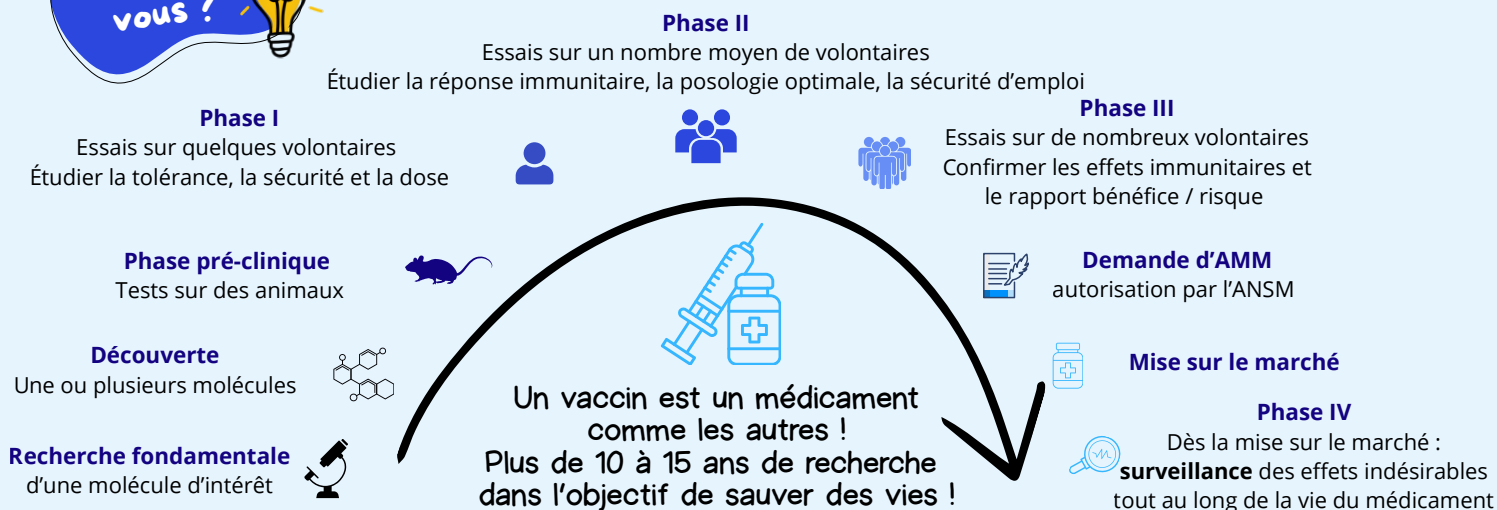 vous ?
Phase II
Essais sur un nombre moyen de volontaires
Étudier la réponse immunitaire, la posologie optimale, la sécurité d'emploi
Phase I
Essais sur quelques volontaires
Étudier la tolérance, la sécurité et la dose
Phase III
Essais sur de nombreux volontaires
Confirmer les effets immunitaires et
le rapport bénéfice / risque
Phase pré-clinique
Tests sur des animaux
Demande d'AMM
autorisation par l'ANSM
Découverte
Une ou plusieurs molécules
Mise sur le marché
Recherche fondamentale
d'une molécule d'intérêt
Un vaccin est un médicament
comme les autres !
Plus de 10 à 15 ans de recherche
dans l'objectif de sauver des vies !
Phase IV
Dès la mise sur le marché :
surveillance des effets indésirables
tout au long de la vie du médicament